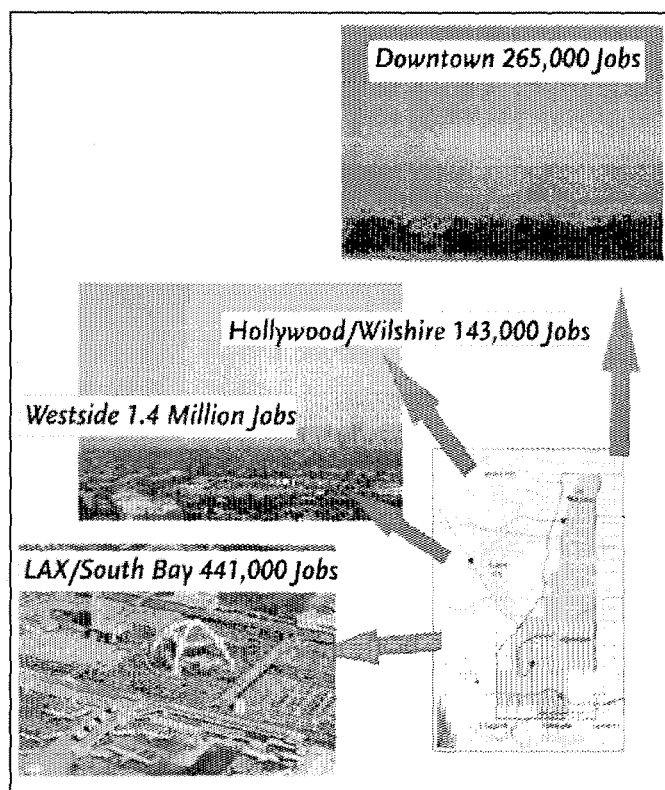 Downtown 265,000 Jobs
Hollywood/Wilshire 143,000 Jobs
Westside 1.4 Million Jobs
LAX/South Bay 441,000 Jobs